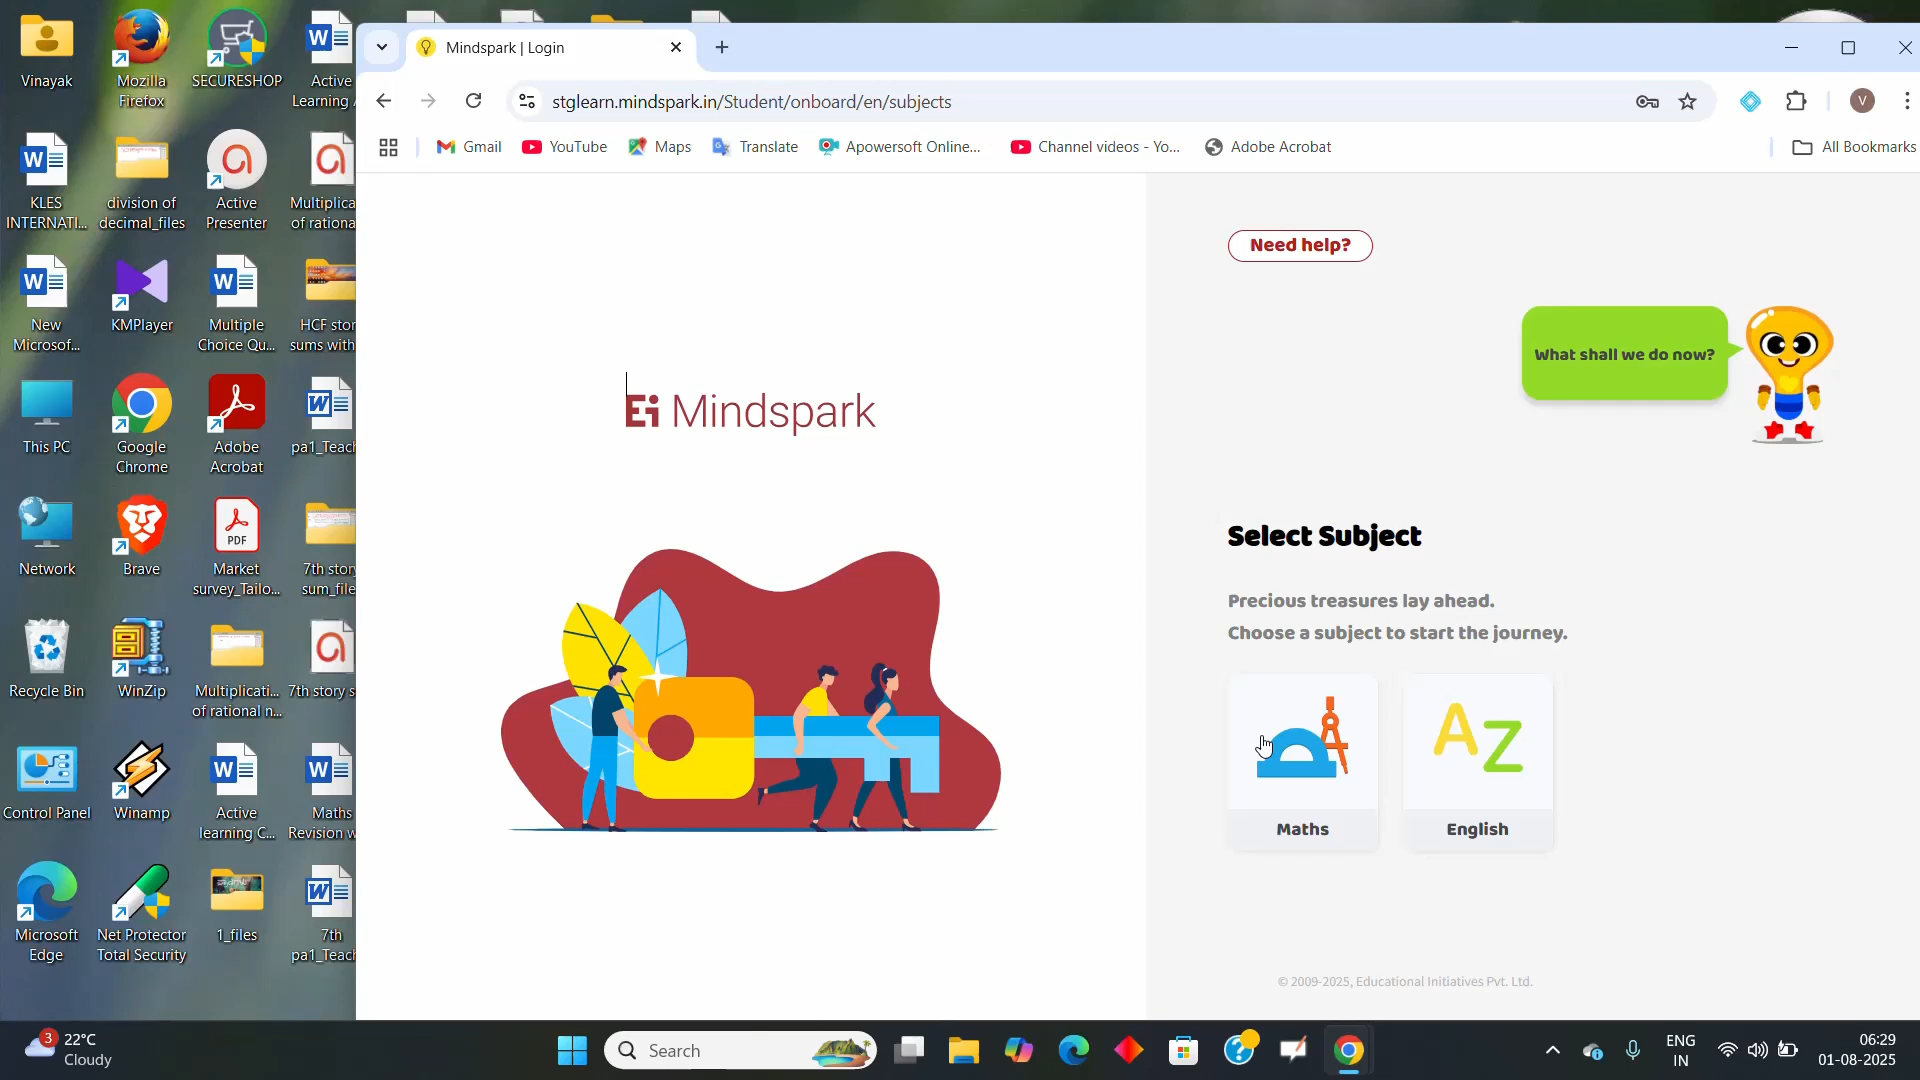 Vinayak
Mozilla
Firefox
SECURESHOP
Active
Learning
KLES
INTERNATI...
division of
decimal_files
Active
Presenter
Multiplica
of rationa
New
Microsof...
KMPlayer
Multiple
Choice Qu...
HCF stor
sums with
This PC
Google
Chrome
Adobe
Acrobat
pa1_Teach
Network
Brave
PDF
Market
survey_Tailo...
7th story
sum_file
Recycle Bin
WinZip
Multiplicati...
of rational n...
7th story s
Control Panel
Winamp
Active
learning C...
Maths
Revision w
Microsoft
Edge
Net Protector
Total Security
1_files
7th
pa1_Teach
Mindspark | Login
stglearn.mindspark.in/Student/onboard/en/subjects
V
Gmail
YouTube
Maps
Translate
Apowersoft Online...
Channel videos - Yo...
Adobe Acrobat
All Bookmarks
Ei Mindspark
Need help?
What shall we do now?
Select Subject
Precious treasures lay ahead.
Choose a subject to start the journey.
AZ
Maths
English
© 2009-2025, Educational Initiatives Pvt. Ltd.
3
22°C
Cloudy
Search
ENG
IN
06:29
01-08-2025